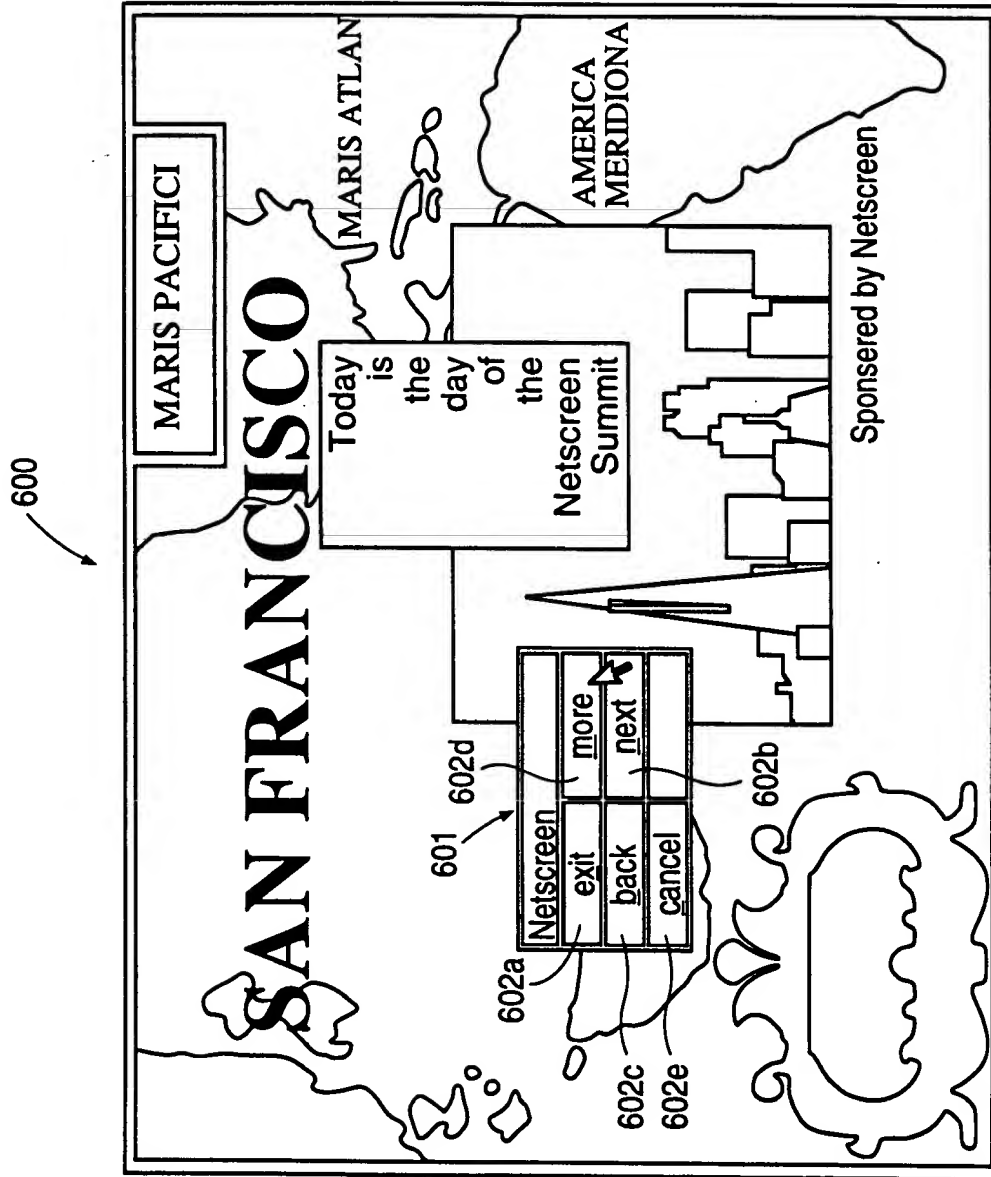 600
MARIS PACIFICI
SAN FRANCISCO
MARIS ATLAN
Today
is
the
day
of
the
Netscreen
Summit
AMERICA
MERIDIONA
601
602d
Netscreen
exit
more
back
next
cancel
602a
602c
602e
602b
Sponsered by Netscreen